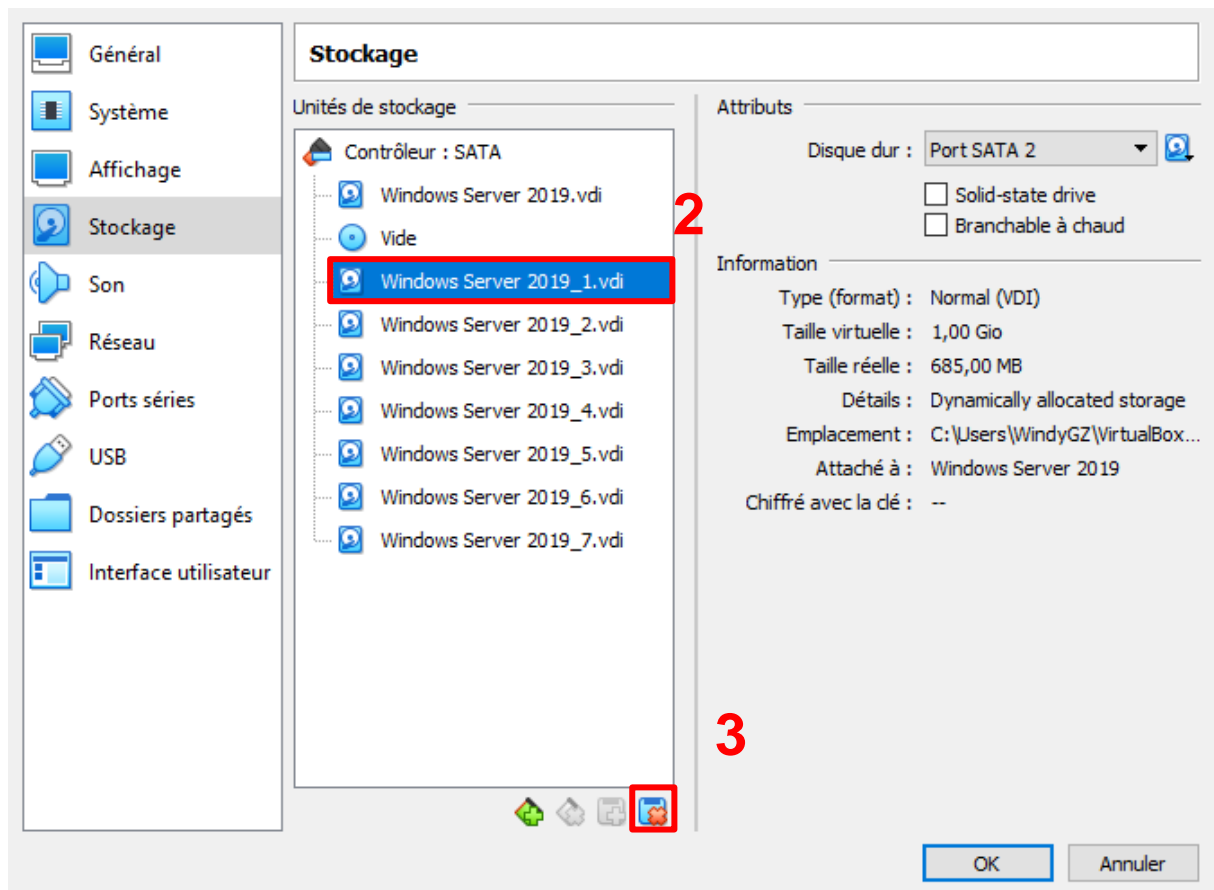 Général
Système
Affichage
Stockage
Son
Réseau
Ports séries
USB
Dossiers partagés
Interface utilisateur
Stockage
Unités de stockage
Contrôleur : SATA
Windows Server 2019.vdi
Vide
Windows Server 2019_1.vdi
Windows Server 2019_2.vdi
Windows Server 2019_3.vdi
Windows Server 2019_4.vdi
Windows Server 2019_5.vdi
Windows Server 2019_6.vdi
Windows Server 2019_7.vdi
2
3
Attributs
Disque dur : Port SATA 2
Solid-state drive
Branchable à chaud
Information
Type (format) : Normal (VDI)
Taille virtuelle : 1,00 Gio
Taille réelle : 685,00 MB
Détails : Dynamically allocated storage
Emplacement : C:\Users\WindyGZ\VirtualBox...
Attaché à : Windows Server 2019
Chiffré avec la clé : --
OK
Annuler